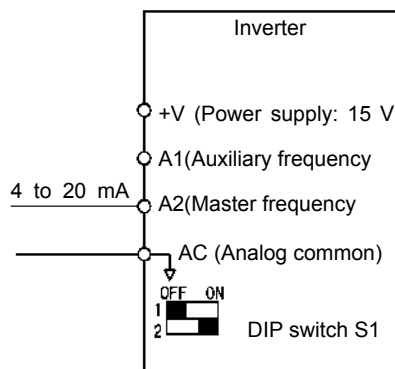 Inverter
+V (Power supply: 15 V
A1(Auxiliary frequency
4 to 20 mA
A2(Master frequency
AC (Analog common)
OFF ON
1
2
DIP switch S1